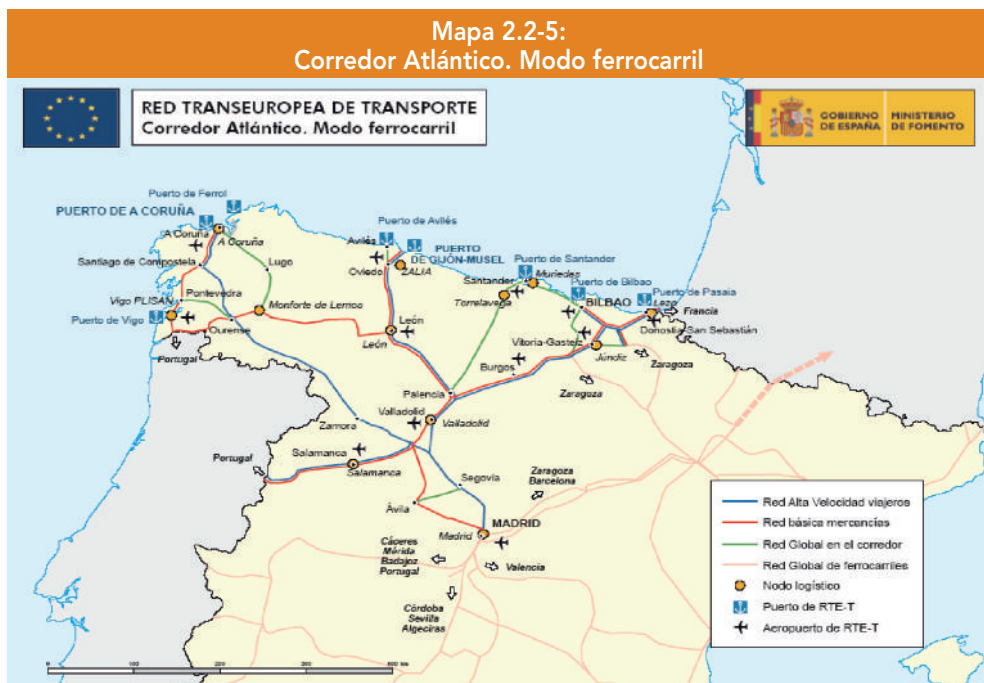 Mapa 2.2-5:
Corredor Atlántico. Modo ferrocarril
RED TRANSEUROPEA DE TRANSPORTE
Corredor Atlántico. Modo ferrocarril
GOBIERNO
DE ESPAÑA
MINISTERIO
DE FOMENTO
Puerto de Ferrol
PUERTO DE A CORUÑA
A Coruña
A Coruña
Santiago de Compostela
Lugo
Vigo PLISAN
Pontevedra
Puerto de Vigo
Monforte de Lemos
Ourense
Portugal
Puerto de Avilés
Avilés
PUERTO
DE GIJÓN-MUSEL
Oviedo
ZALIA
León
León
Puerto de Santander
Santander
Muriedes
Torrelavega
Puerto de Bilbao
BILBAO
Puerto de Pasaia
Lezo
Francia
Donostia-San Sebastián
Vitoria-Gasteiz
Júndiz
Zaragoza
Burgos
Zaragoza
Palencia
Valladolid
Valladolid
Zamora
Salamanca
Salamanca
Portugal
Segovia
Zaragoza
Barcelona
Ávila
MADRID
Madrid
Cáceres
Mérida
Badajoz
Portugal
Valencia
Córdoba
Sevilla
Algeciras
Red Alta Velocidad viajeros
Red básica mercancías
Red Global en el corredor
Red Global de ferrocarriles
Nodo logístico
Puerto de RTE-T
Aeropuerto de RTE-T